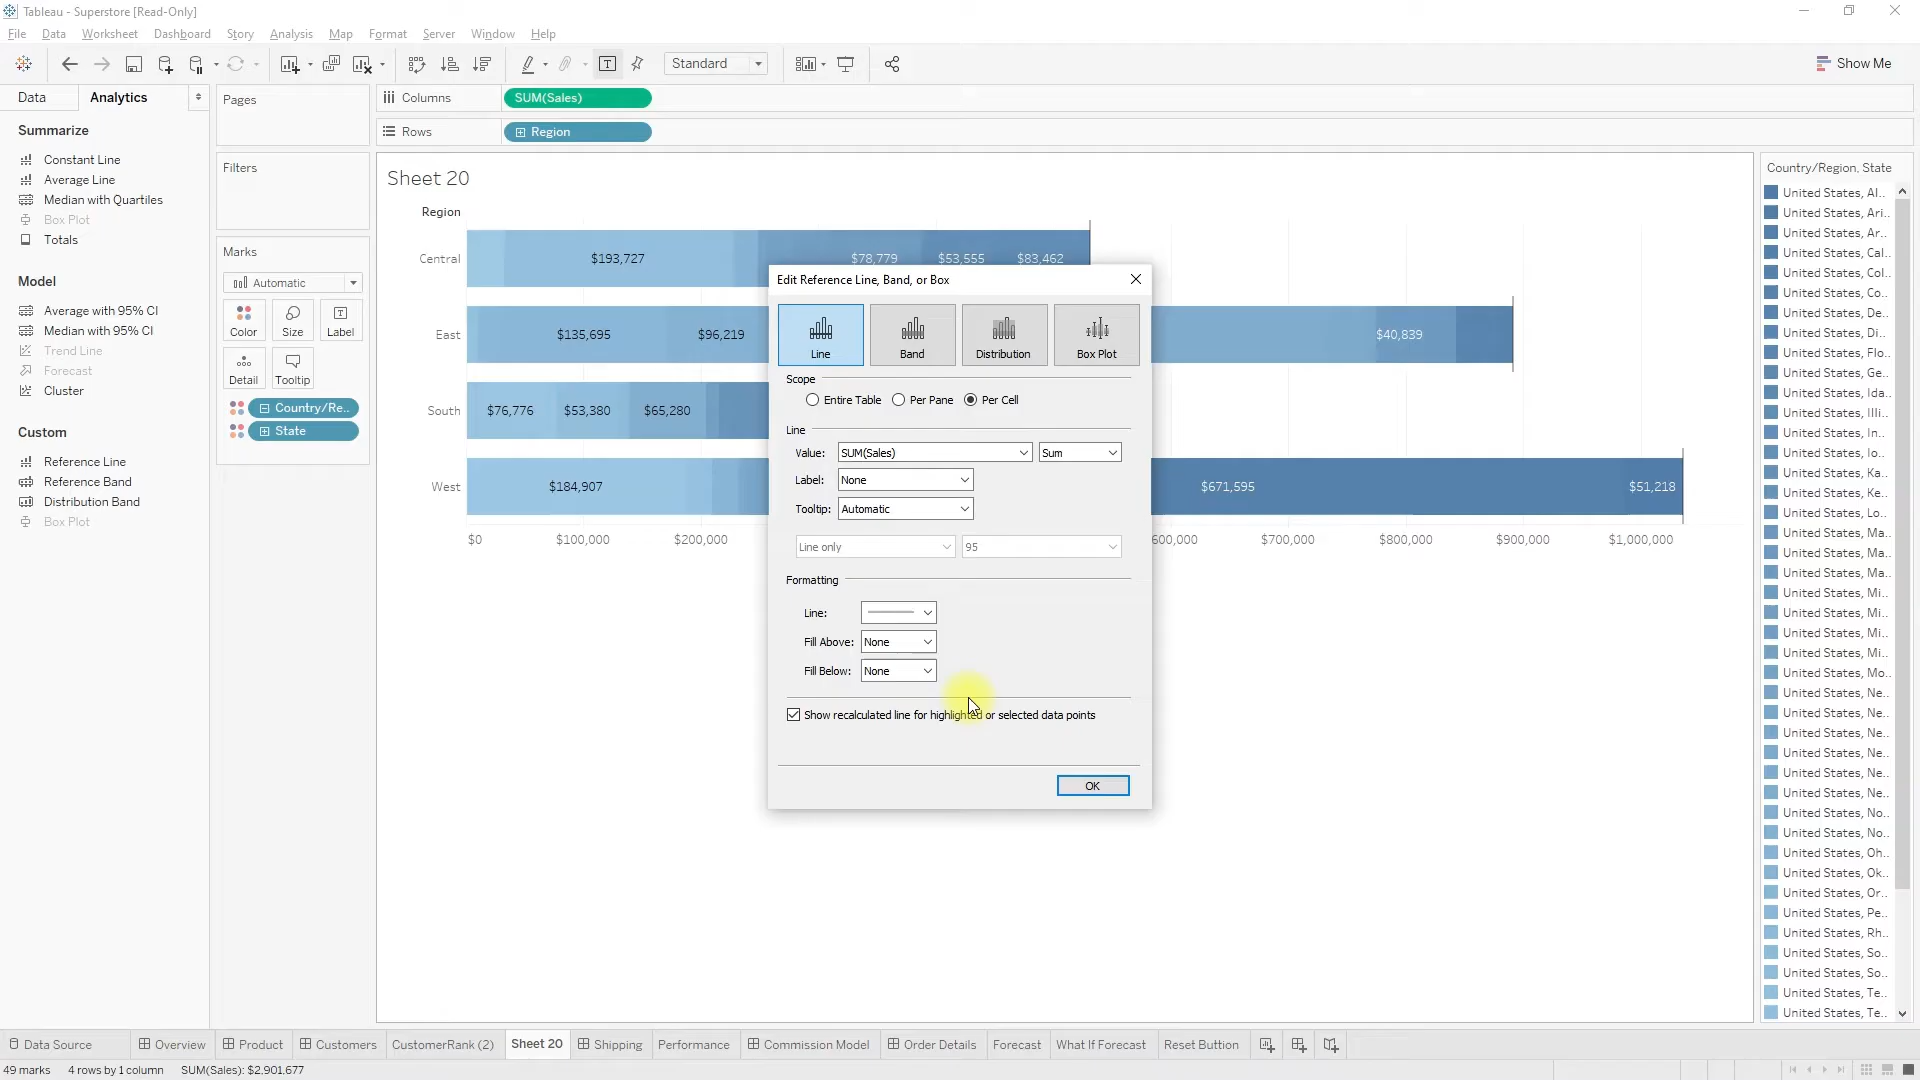 Tableau - Superstore [Read-Only]
File Data Worksheet Dashboard Story Analysis Map Format Server Window Help
Standard
Show Me
Data
Analytics
Summarize
Constant Line
Average Line
Median with Quartiles
Box Plot
Totals
Model
Average with 95% CI
Median with 95% CI
Trend Line
Forecast
Cluster
Custom
Reference Line
Reference Band
Distribution Band
Box Plot
Pages
Filters
Marks
Automatic
Color Size Label
Detail Tooltip
Country/Re..
State
Columns
SUM(Sales)
Rows
Region
Sheet 20
Region
Central $193,727 $78,779 $53,555 $83,462
East $135,695 $96,219 $40,839
South $76,776 $53,380 $65,280
West $184,907 $671,595 $51,218
$0 $100,000 $200,000 600,000 $700,000 $800,000 $900,000 $1,000,000
Edit Reference Line, Band, or Box
Line Band Distribution Box Plot
Scope
Entire Table Per Pane Per Cell
Line
Value: SUM(Sales) Sum
Label: None
Tooltip: Automatic
Line only 95
Formatting
Line:
Fill Above: None
Fill Below: None
Show recalculated line for highlighted or selected data points
OK
Country/Region, State
United States, Al..
United States, Ari..
United States, Ar..
United States, Cal..
United States, Col..
United States, Co..
United States, De..
United States, Di..
United States, Flo..
United States, Ge..
United States, Ida..
United States, Illi..
United States, In..
United States, Io..
United States, Ka..
United States, Ke..
United States, Lo..
United States, Ma..
United States, Ma..
United States, Ma..
United States, Mi..
United States, Mi..
United States, Mi..
United States, Mi..
United States, Mo..
United States, Ne..
United States, Ne..
United States, Ne..
United States, Ne..
United States, Ne..
United States, Ne..
United States, No..
United States, No..
United States, Oh..
United States, Ok..
United States, Or..
United States, Pe..
United States, Rh..
United States, So..
United States, So..
United States, Te..
United States, Te..
Data Source Overview Product Customers CustomerRank (2) Sheet 20 Shipping Performance Commission Model Order Details Forecast What If Forecast Reset Button
49 marks 4 rows by 1 column SUM(Sales): $2,901,677